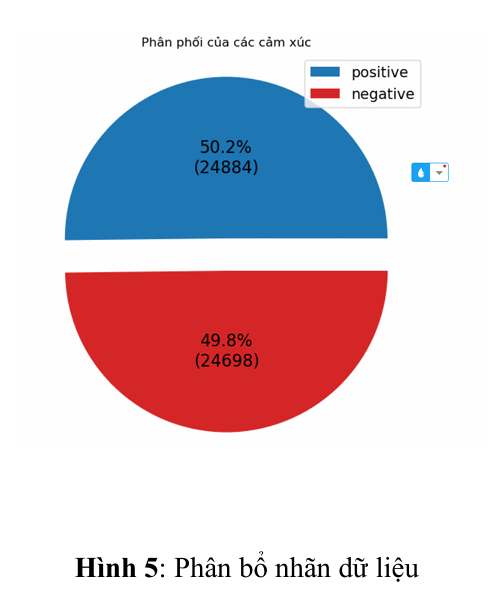 Phân phối của các cảm xúc
positive
negative
50.2%
(24884)
49.8%
(24698)
Hình 5: Phân bổ nhãn dữ liệu